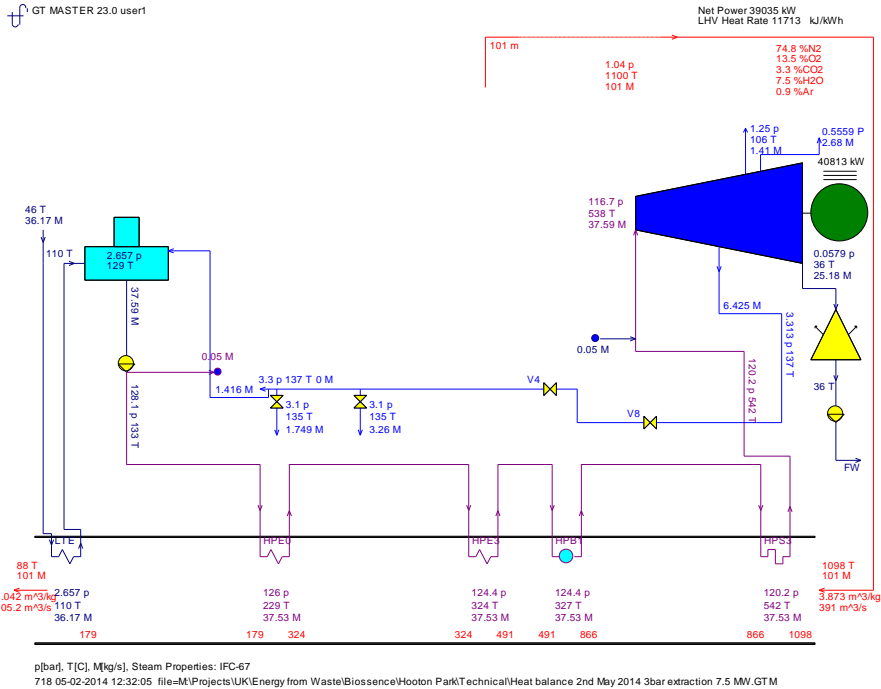 GT MASTER 23.0 user1
Net Power 39035 kW
LHV Heat Rate 11713 kJ/kWh
101 m
1.04 p
1100 T
101 M
74.8 %N2
13.5 %O2
3.3 %CO2
7.5 %H2O
0.9 %Ar
1.25 p
106 T
1.41 M
0.5559 P
2.68 M
40813 kW
116.7 p
538 T
37.59 M
46 T
36.17 M
110 T
2.657 p
129 T
0.0579 p
36 T
25.18 M
37.59 M
6.425 M
3.313 p 137 T
0.05 M
0.05 M
128.1 p 133 T
1.416 M
3.3 p 137 T 0 M
V4
V8
3.1 p
135 T
1.749 M
3.1 p
135 T
3.26 M
120.2 p 542 T
36 T
FW
LTE
HPE0
HPE3
HPB1
HPS3
88 T
101 M
.042 m^3/kg
05.2 m^3/s
2.657 p
110 T
36.17 M
126 p
229 T
37.53 M
124.4 p
324 T
37.53 M
124.4 p
327 T
37.53 M
120.2 p
542 T
37.53 M
1098 T
101 M
3.873 m^3/kg
391 m^3/s
179
179
324
324
491
491
866
866
1098
p[bar], T[C], M[kg/s], Steam Properties: IFC-67
718 05-02-2014 12:32:05 file=M:\Projects\UK\Energy from Waste\Biossence\Hooton Park\Technical\Heat balance 2nd May 2014 3bar extraction 7.5 MW.GTM